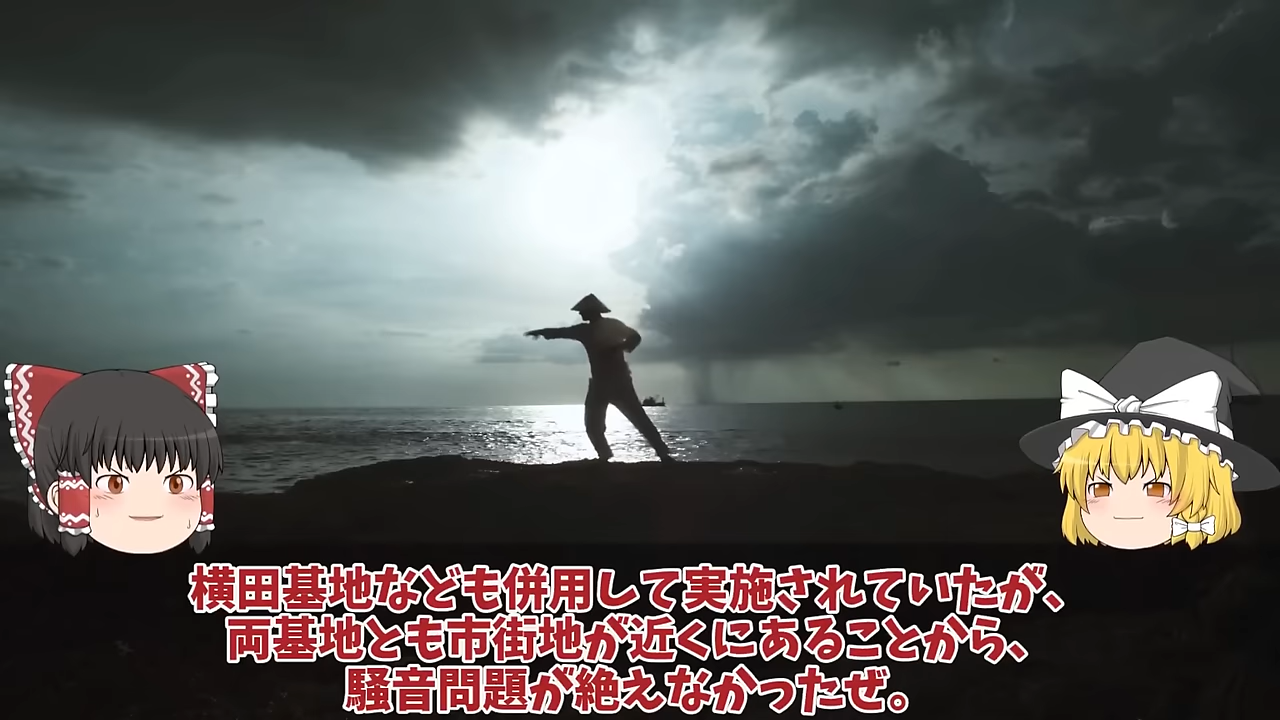 横田基地なども併用して実施されていたが、
両基地とも市街地が近くにあることから、
騒音問題が絶えなかったぜ。